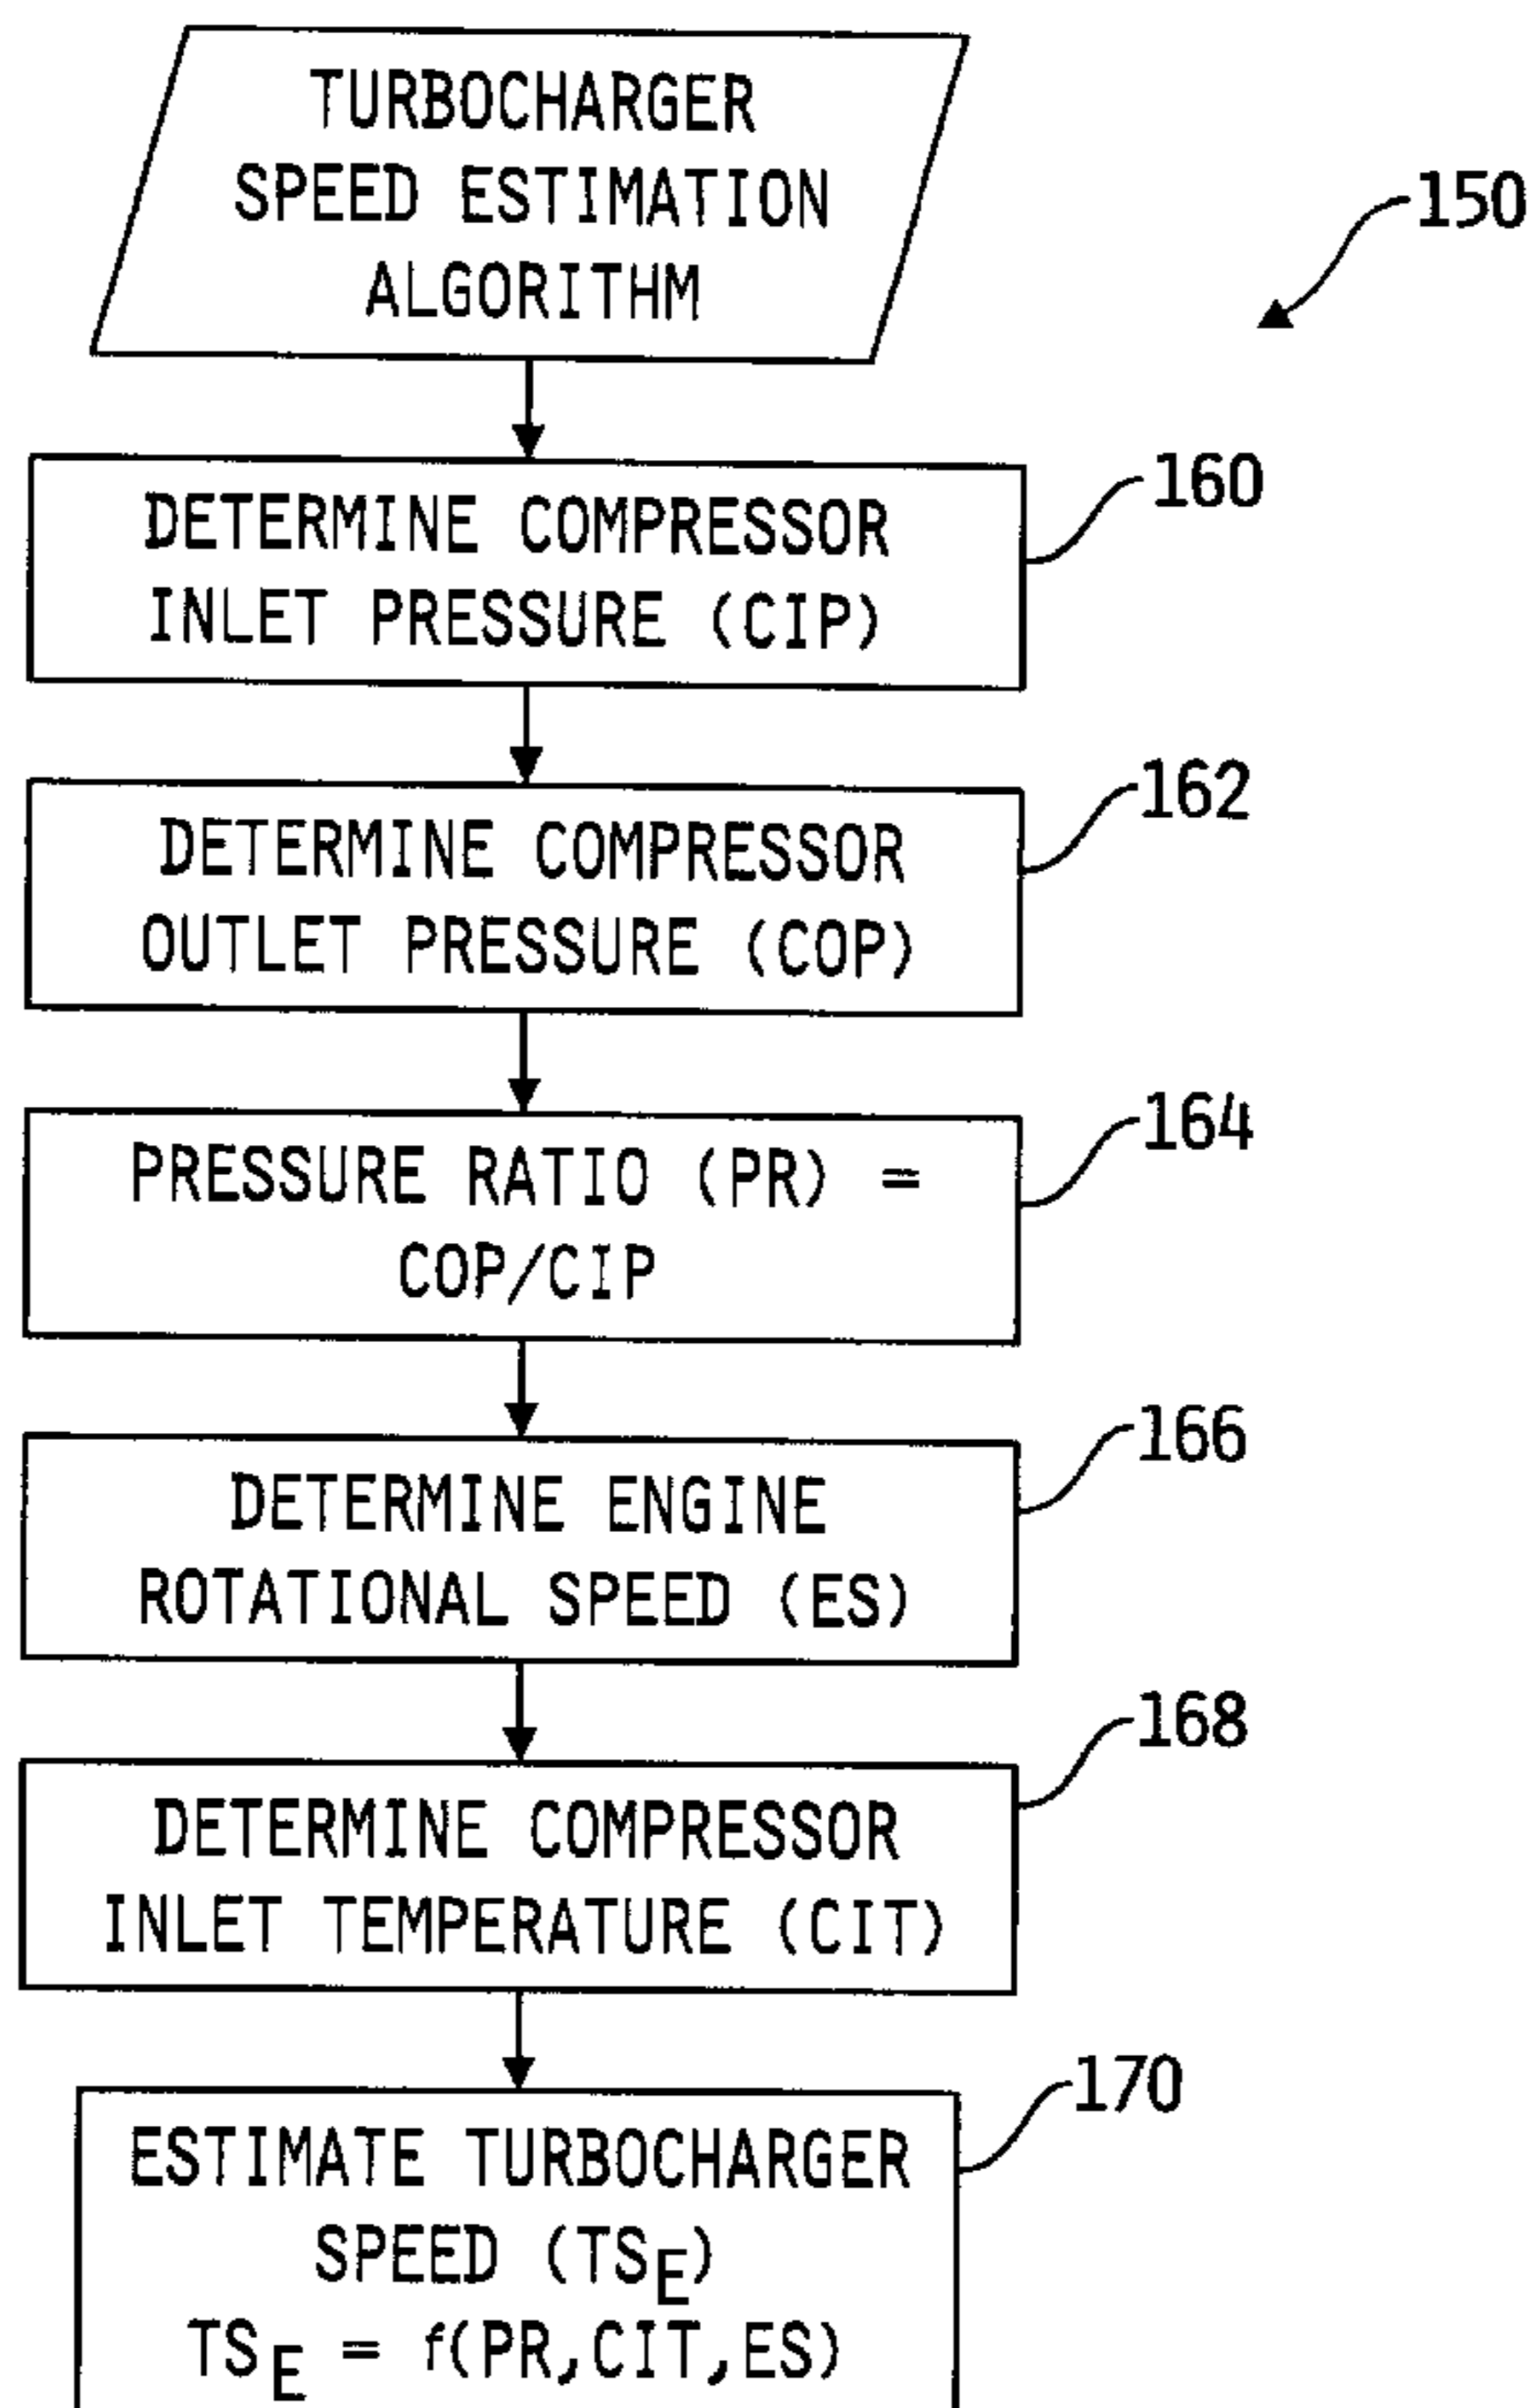 TURBOCHARGER
SPEED ESTIMATION
ALGORITHM
150
DETERMINE COMPRESSOR
INLET PRESSURE (CIP)
160
DETERMINE COMPRESSOR
OUTLET PRESSURE (COP)
162
PRESSURE RATIO (PR) =
COP/CIP
164
DETERMINE ENGINE
ROTATIONAL SPEED (ES)
166
DETERMINE COMPRESSOR
INLET TEMPERATURE (CIT)
168
ESTIMATE TURBOCHARGER
SPEED (TSE)
TSE = f(PR,CIT,ES)
170